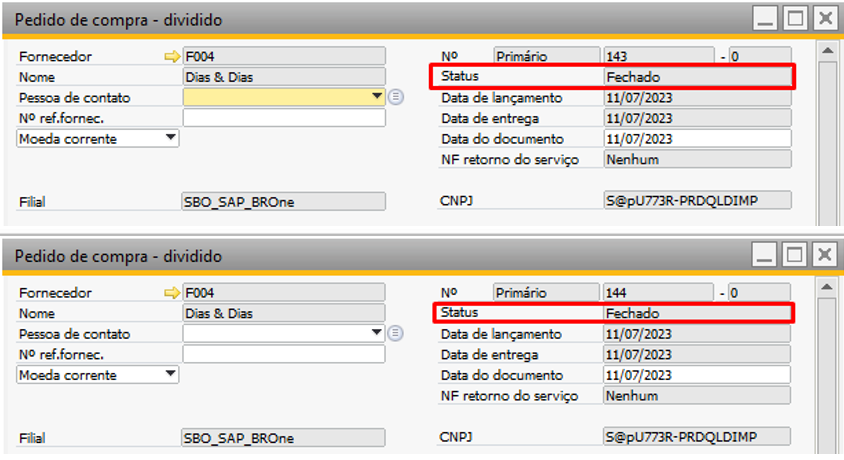 Pedido de compra - dividido
Fornecedor F004 Nº Primário 143 - 0
Nome Dias & Dias Status Fechado
Pessoa de contato Data de lançamento 11/07/2023
Nº ref.fornec. Data de entrega 11/07/2023
Moeda corrente Data do documento 11/07/2023
NF retorno do serviço Nenhum
Filial SBO_SAP_BROne CNPJ S@pU773R-PRDQLDIMP
Pedido de compra - dividido
Fornecedor F004 Nº Primário 144 - 0
Nome Dias & Dias Status Fechado
Pessoa de contato Data de lançamento 11/07/2023
Nº ref.fornec. Data de entrega 11/07/2023
Moeda corrente Data do documento 11/07/2023
NF retorno do serviço Nenhum
Filial SBO_SAP_BROne CNPJ S@pU773R-PRDQLDIMP